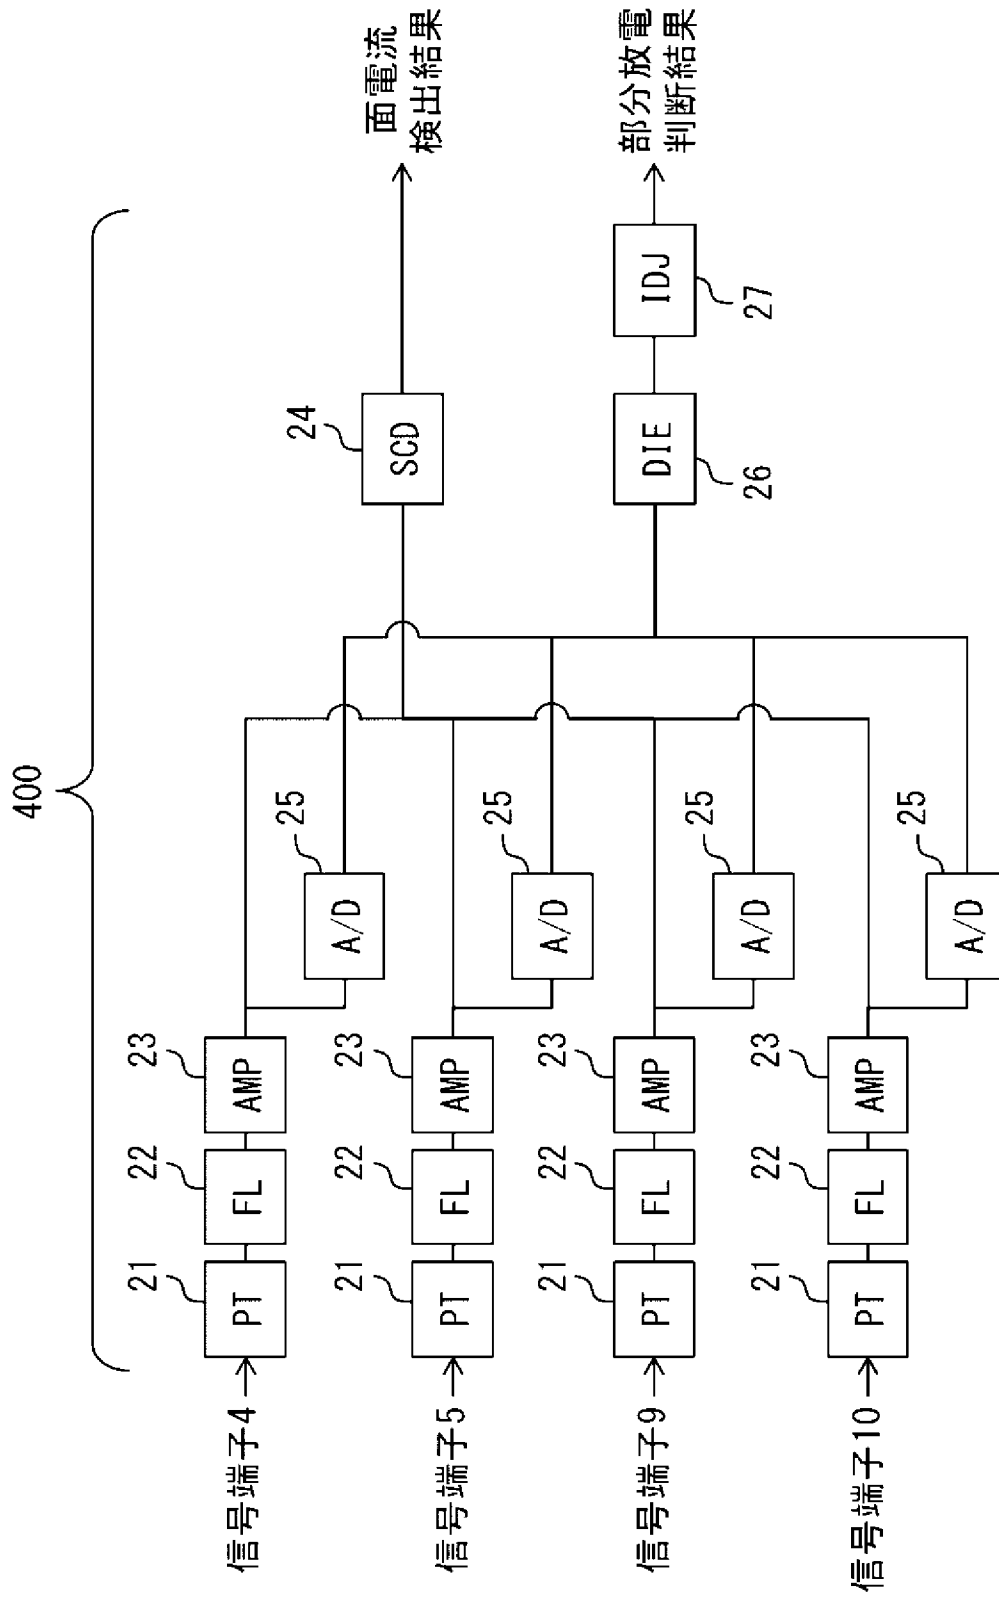 400
信号端子4
21
PT
22
FL
23
AMP
25
A/D
信号端子5
21
PT
22
FL
23
AMP
25
A/D
信号端子9
21
PT
22
FL
23
AMP
25
A/D
信号端子10
21
PT
22
FL
23
AMP
25
A/D
24
SCD
面電流
検出結果
DIE
26
IDJ
27
部分放電
判断結果